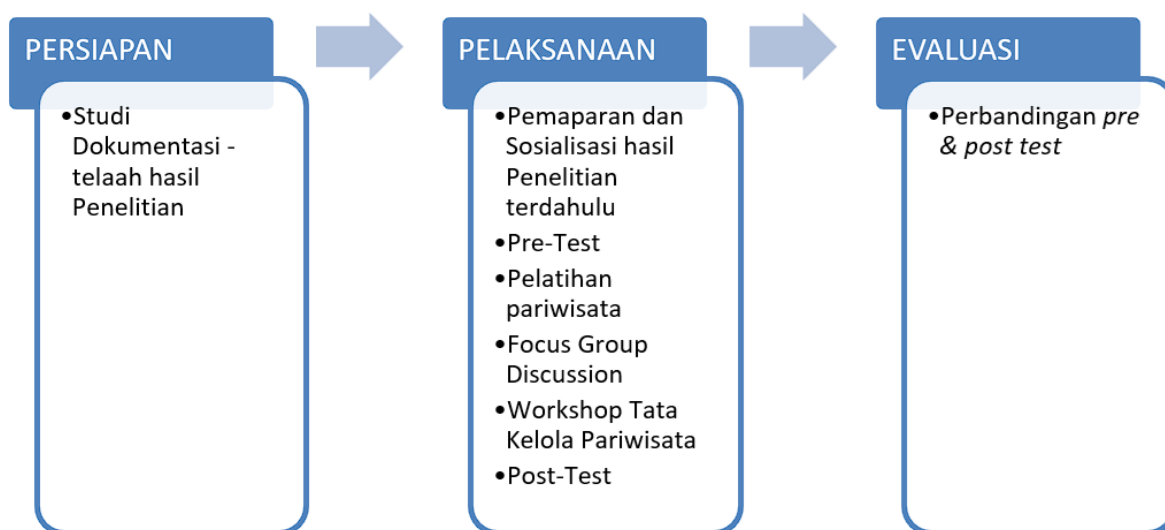 PERSIAPAN
•Studi
Dokumentasi -
telaah hasil
Penelitian
PELAKSANAAN
•Pemaparan dan
Sosialisasi hasil
Penelitian
terdahulu
•Pre-Test
•Pelatihan
pariwisata
•Focus Group
Discussion
•Workshop Tata
Kelola Pariwisata
•Post-Test
EVALUASI
•Perbandingan pre
& post test